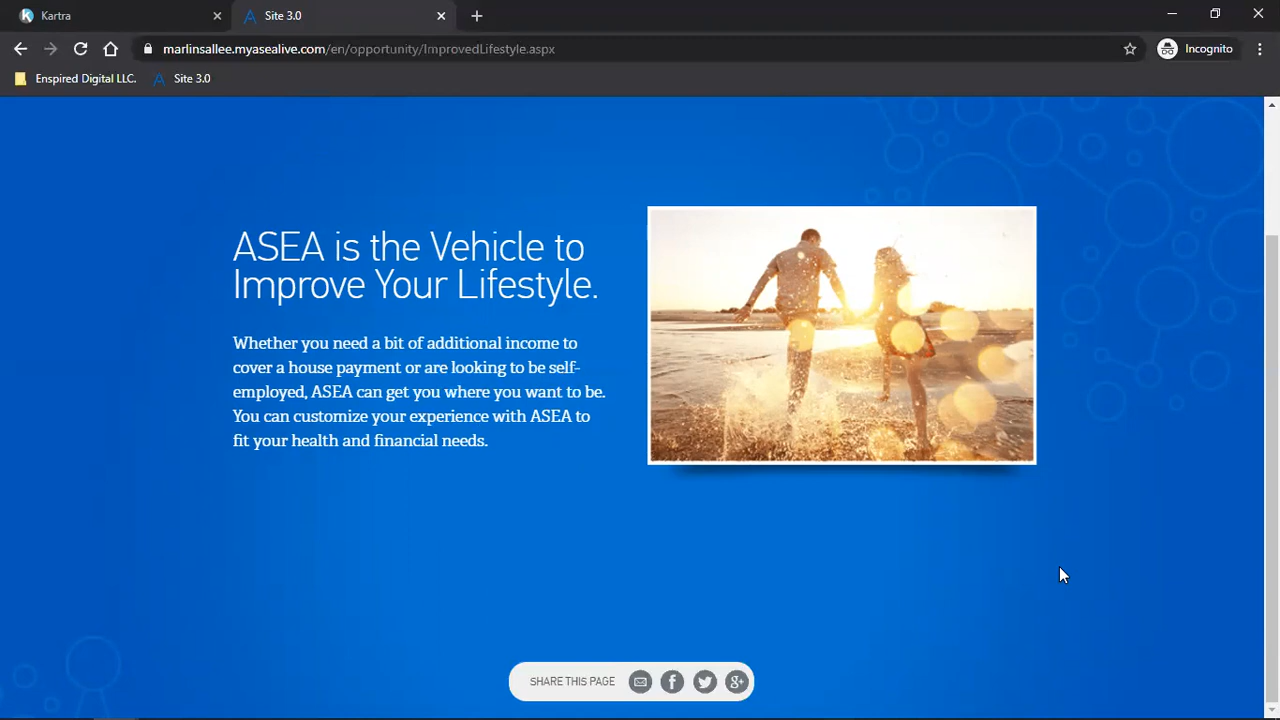 Kartra
Site 3.0
marlinsallee.myasealive.com/en/opportunity/ImprovedLifestyle.aspx
Incognito
Enspired Digital LLC.
Site 3.0
ASEA is the Vehicle to
Improve Your Lifestyle.
Whether you need a bit of additional income to
cover a house payment or are looking to be self-
employed, ASEA can get you where you want to be.
You can customize your experience with ASEA to
fit your health and financial needs.
SHARE THIS PAGE